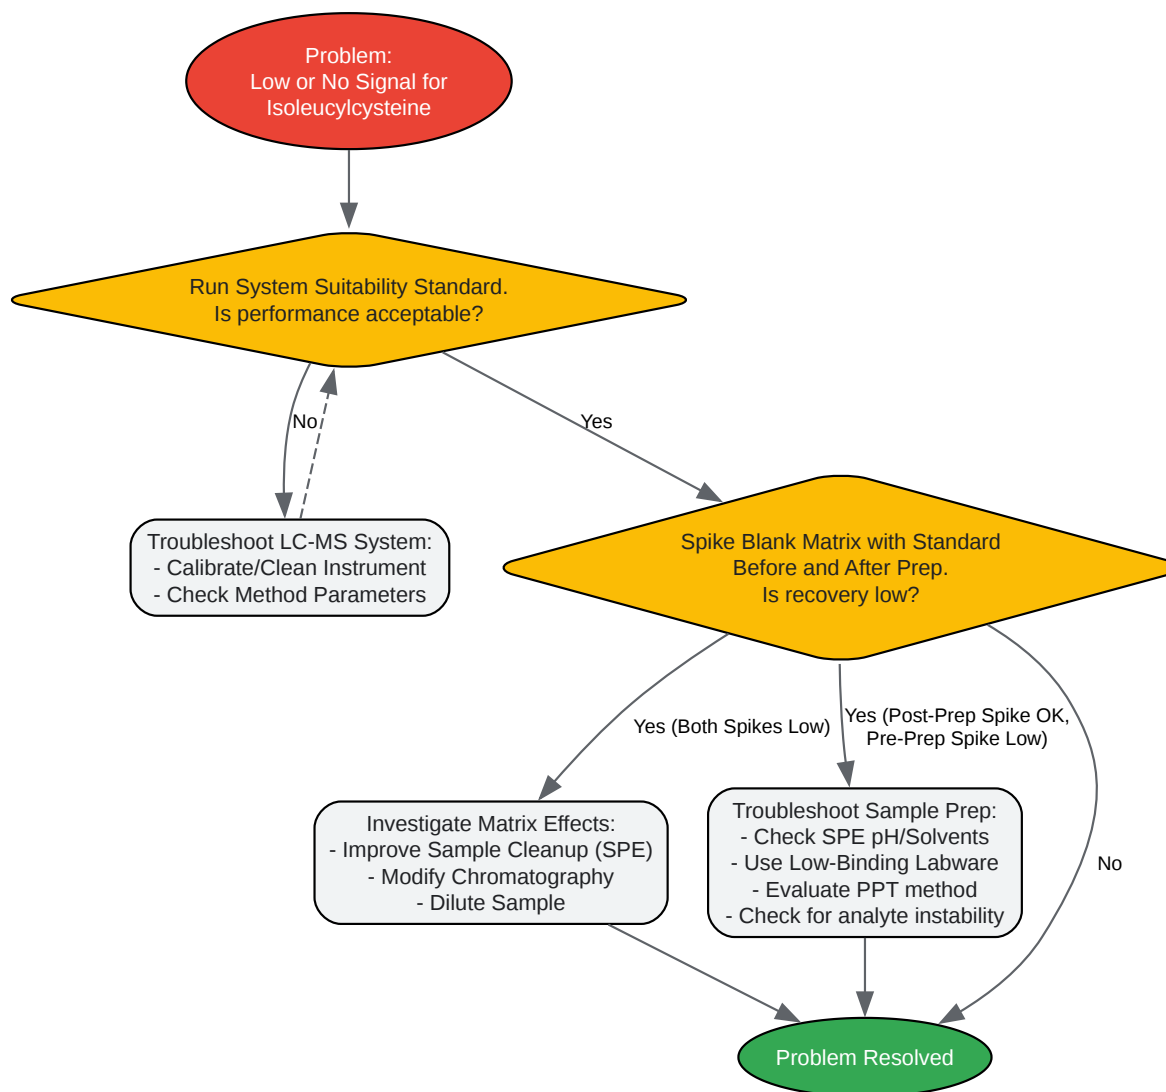 Problem:
Low or No Signal for
Isoleucylcysteine
Run System Suitability Standard.
Is performance acceptable?
No
Yes
Troubleshoot LC-MS System:
- Calibrate/Clean Instrument
- Check Method Parameters
Spike Blank Matrix with Standard
Before and After Prep.
Is recovery low?
Yes (Both Spikes Low)
Yes (Post-Prep Spike OK,
Pre-Prep Spike Low)
No
Investigate Matrix Effects:
- Improve Sample Cleanup (SPE)
- Modify Chromatography
- Dilute Sample
Troubleshoot Sample Prep:
- Check SPE pH/Solvents
- Use Low-Binding Labware
- Evaluate PPT method
- Check for analyte instability
Problem Resolved